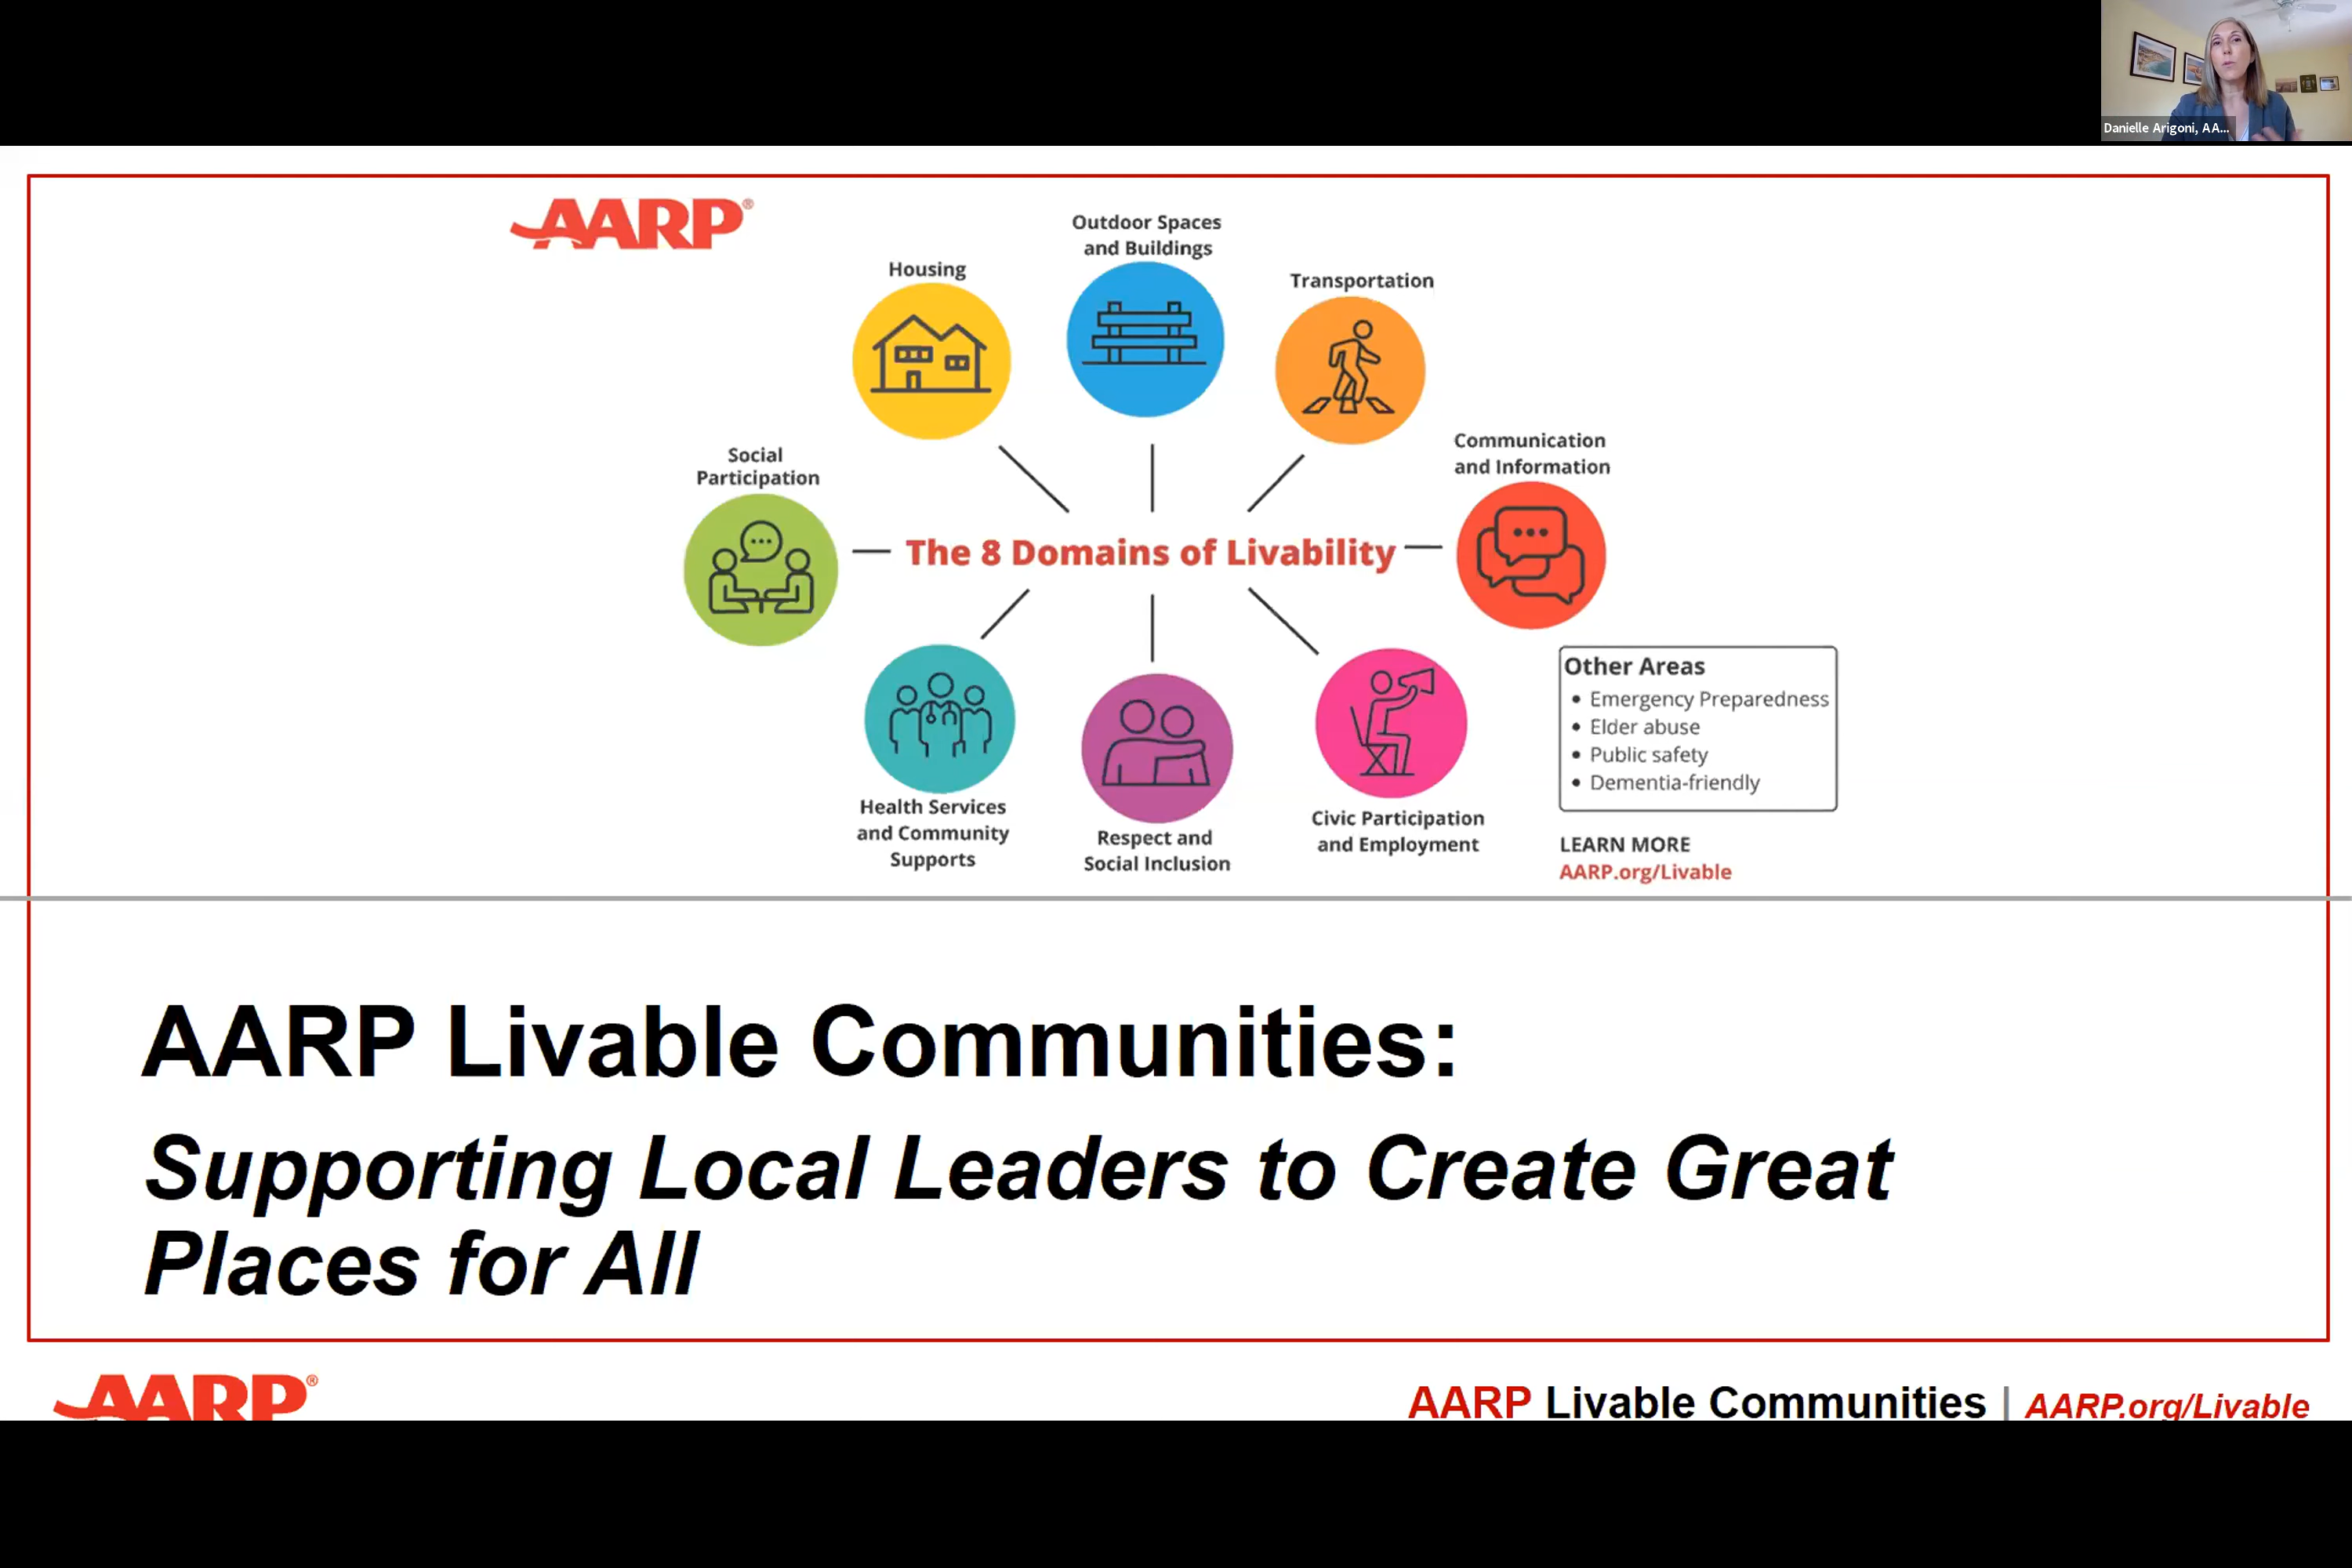 Danielle Arigoni, AA...
AARP®
Outdoor Spaces
and Buildings
Housing
Transportation
Communication
and Information
Social
Participation
The 8 Domains of Livability
Other Areas
• Emergency Preparedness
• Elder abuse
• Public safety
• Dementia-friendly
Health Services
and Community
Supports
Respect and
Social Inclusion
Civic Participation
and Employment
LEARN MORE
AARP.org/Livable
AARP Livable Communities:
Supporting Local Leaders to Create Great
Places for All
AARP®
AARP Livable Communities | AARP.org/Livable